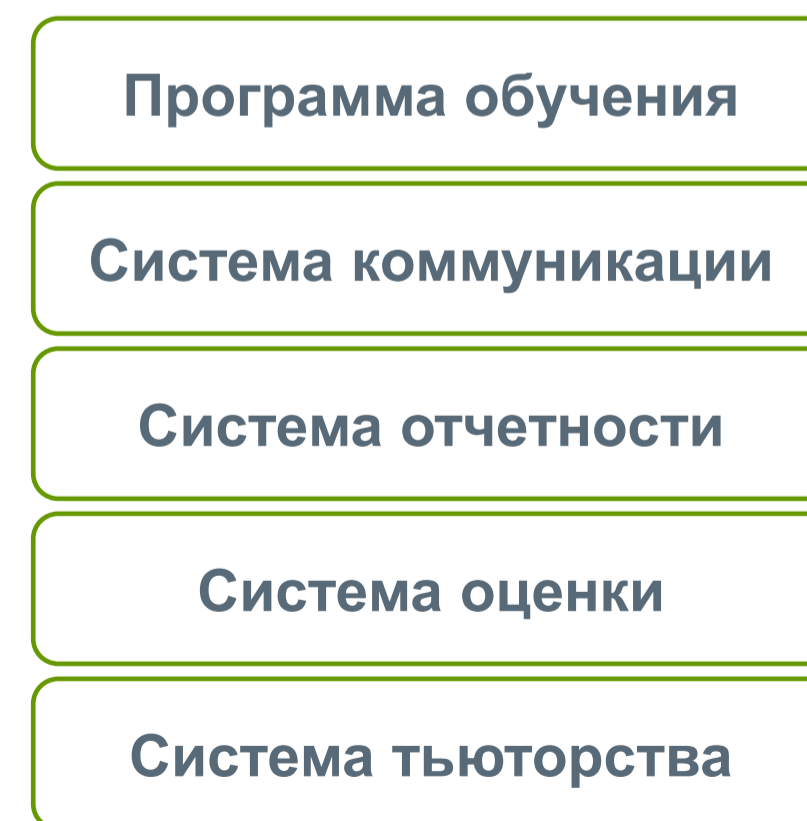 Программа обучения
Система коммуникации
Система отчетности
Система оценки
Система тьюторства